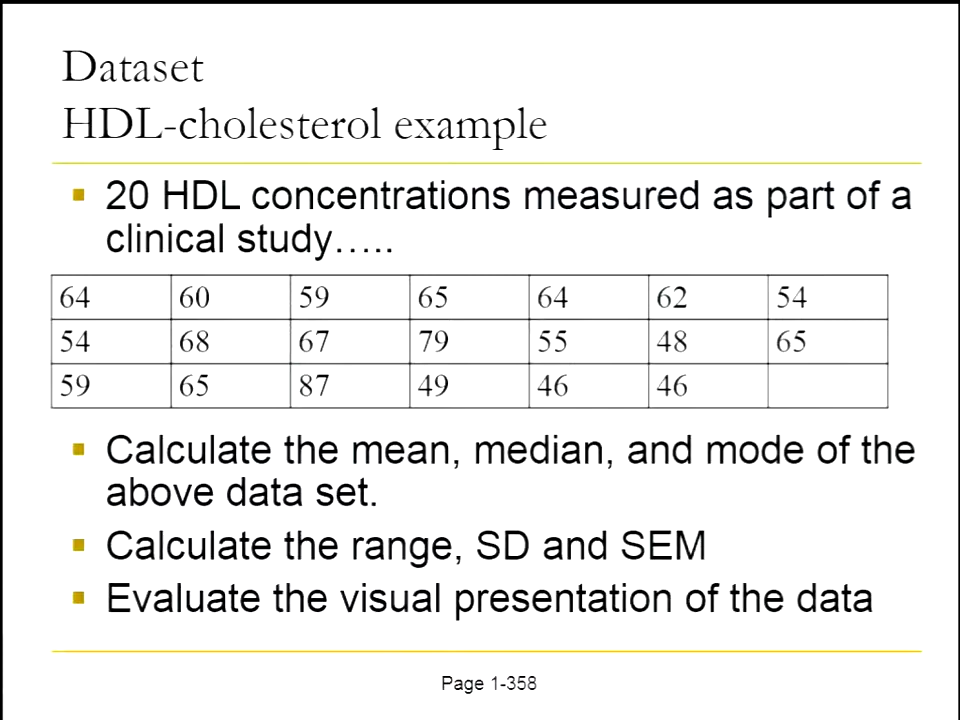 Dataset
HDL-cholesterol example
▪ 20 HDL concentrations measured as part of a
clinical study…..
64 60 59 65 64 62 54
54 68 67 79 55 48 65
59 65 87 49 46 46
▪ Calculate the mean, median, and mode of the
above data set.
▪ Calculate the range, SD and SEM
▪ Evaluate the visual presentation of the data
Page 1-358